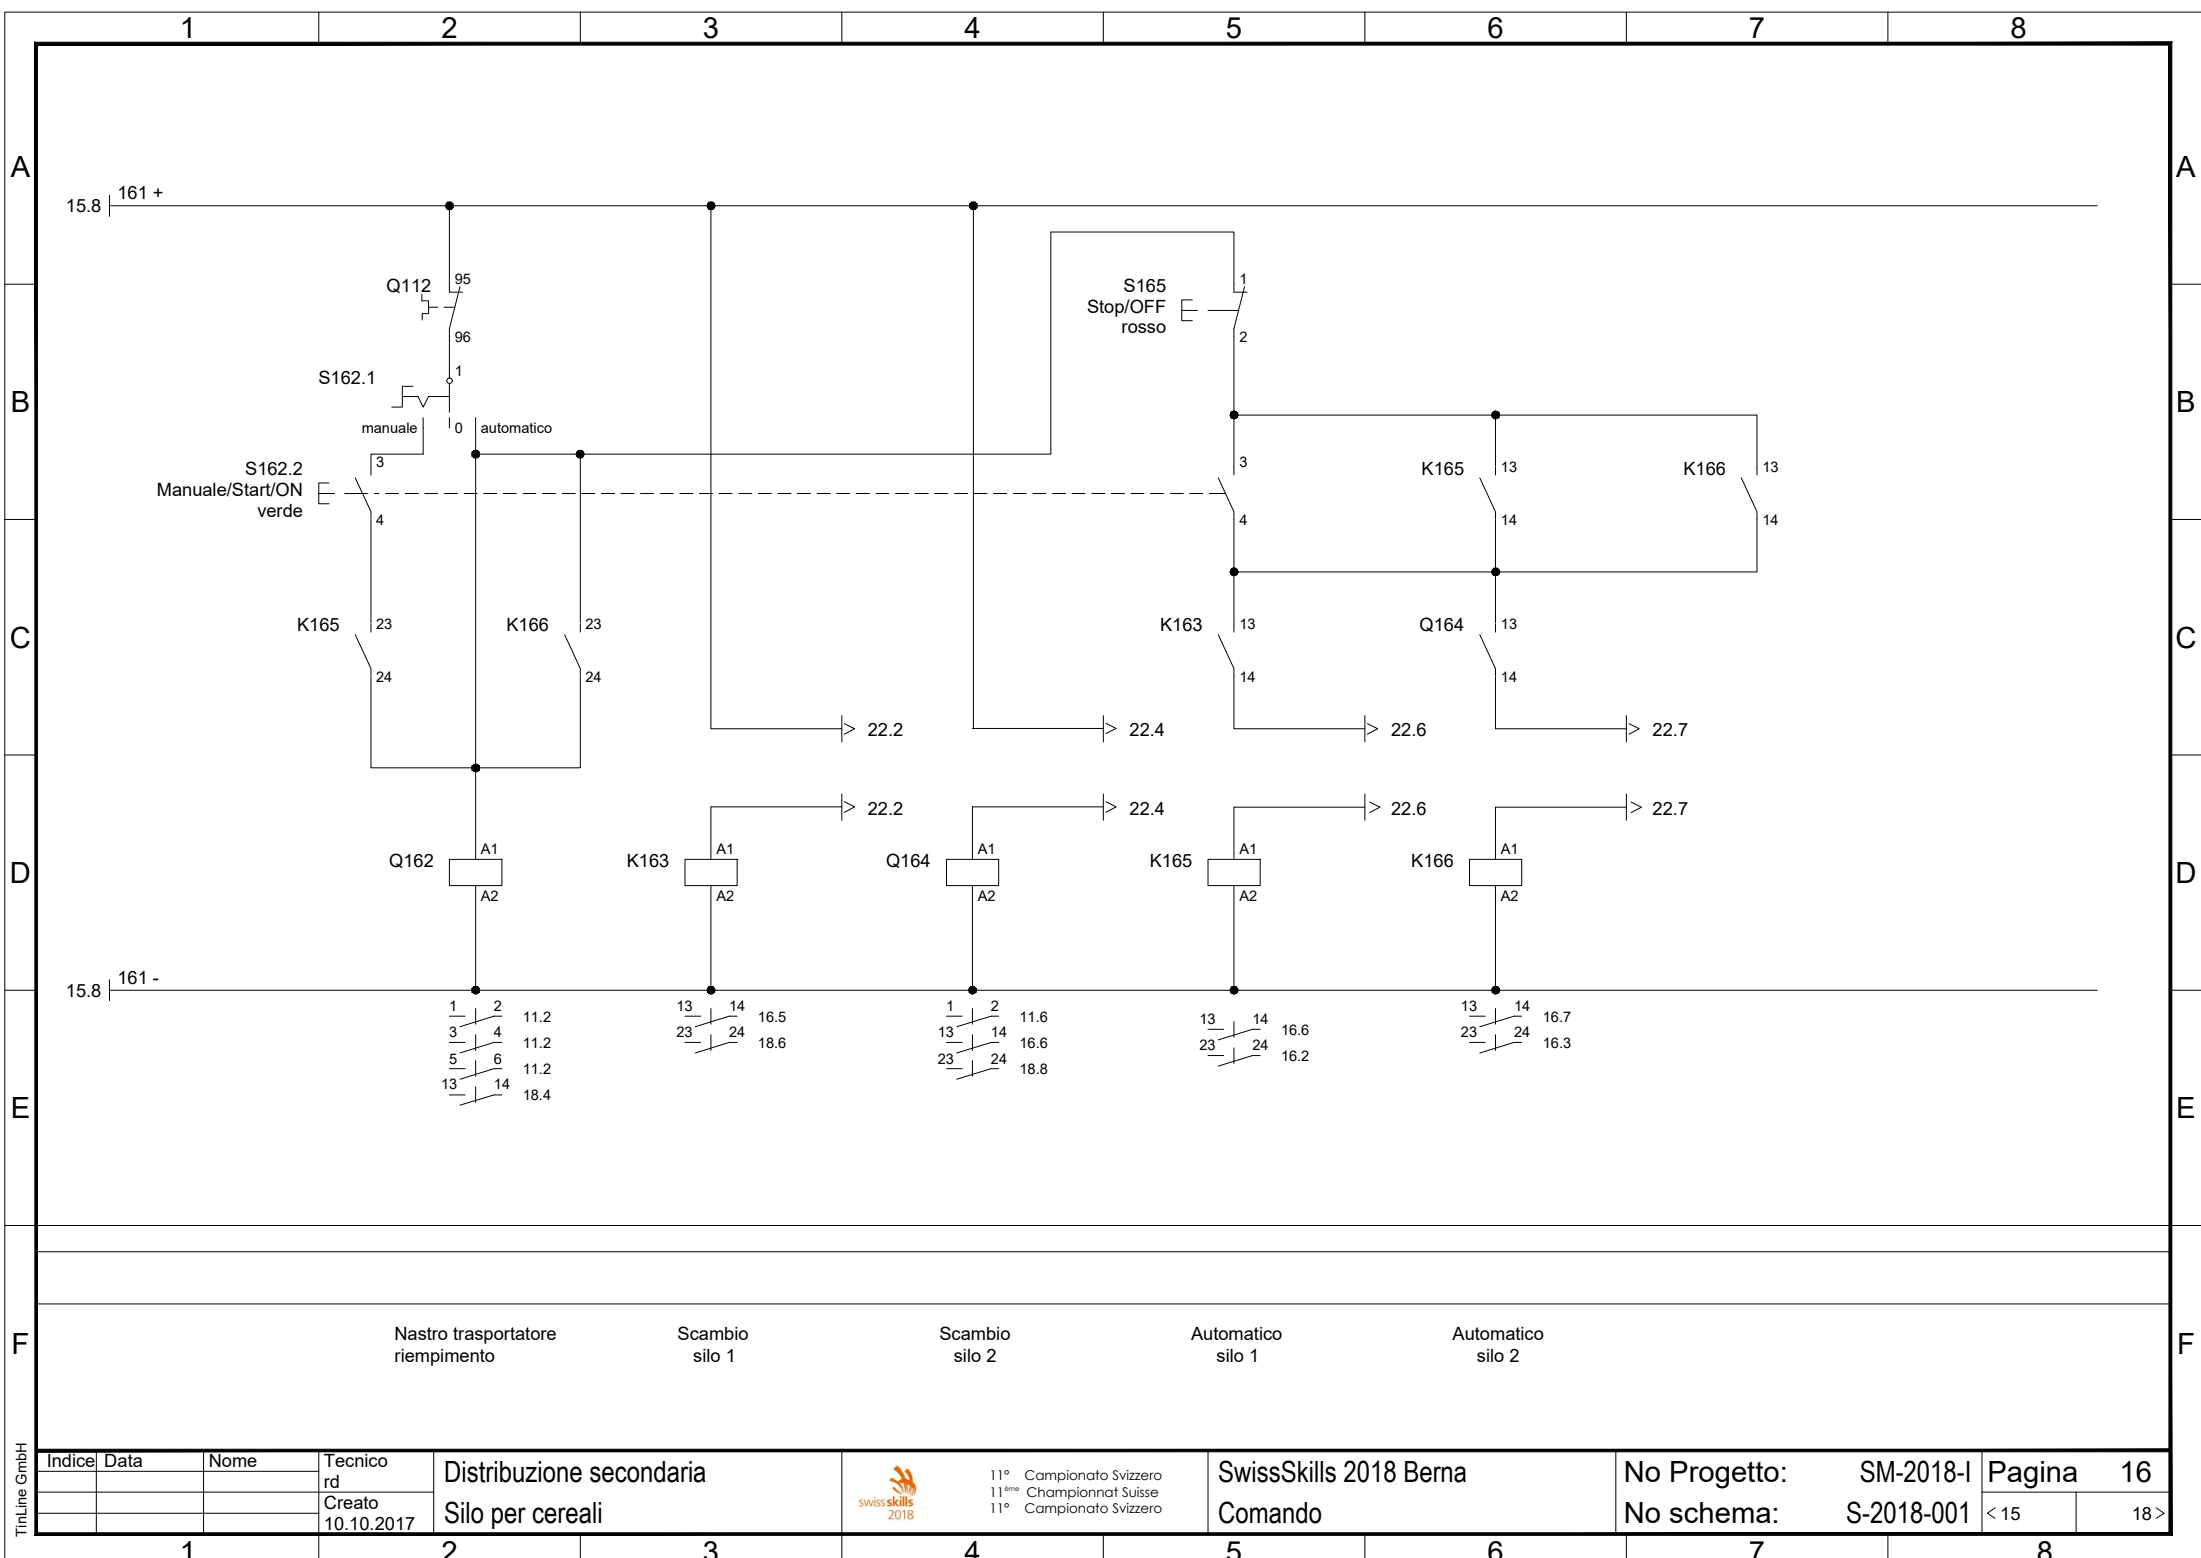 1 2 3 4 5 6 7 8
A A
161 +
15.8
Q112 95
96
S165
Stop/OFF
rosso
1
2
S162.1 1
manuale 0 automatico
B B
S162.2
Manuale/Start/ON
verde
3
4
3
4
K165 13
14
K166 13
14
C C
K165 23
24
K166 23
24
K163 13
14
Q164 13
14
22.2 22.4 22.6 22.7
22.2 22.4 22.6 22.7
D D
Q162 A1
A2
K163 A1
A2
Q164 A1
A2
K165 A1
A2
K166 A1
A2
161 -
15.8
1 2 11.2
3 4 11.2
5 6 11.2
13 14 18.4
13 14 16.5
23 24 18.6
1 2 11.6
13 14 16.6
23 24 18.8
13 14 16.6
23 24 16.2
13 14 16.7
23 24 16.3
E E
F F
Nastro trasportatore
riempimento
Scambio
silo 1
Scambio
silo 2
Automatico
silo 1
Automatico
silo 2
TinLine GmbH
Indice Data Nome
Tecnico
rd
Creato
10.10.2017
Distribuzione secondaria
Silo per cereali
swissskills
2018
11° Campionato Svizzero
11ème Championnat Suisse
11° Campionato Svizzero
SwissSkills 2018 Berna
Comando
No Progetto: SM-2018-I
No schema: S-2018-001
Pagina 16
< 15 18 >
1 2 3 4 5 6 7 8